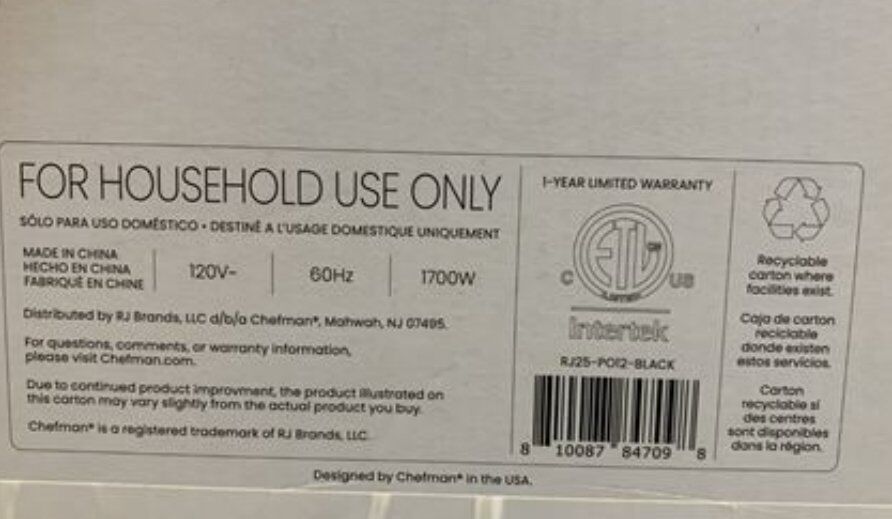 FOR HOUSEHOLD USE ONLY
SÓLO PARA USO DOMÉSTICO • DESTINÉ A L'USAGE DOMESTIQUE UNIQUEMENT
MADE IN CHINA
HECHO EN CHINA
FABRIQUÉ EN CHINE
120V~
60Hz
1700W
Distributed by RJ Brands, LLC d/b/a Chefman®, Mahwah, NJ 07495.
For questions, comments, or warranty information,
please visit Chefman.com.
Due to continued product improvment, the product illustrated on
this carton may vary slightly from the actual product you buy.
Chefman® is a registered trademark of RJ Brands, LLC.
1-YEAR LIMITED WARRANTY
ETL CM
LISTED
C US
Intertek
RJ25-PO12-BLACK
8 10087 84709 8
Recyclable
carton where
facilities exist.
Caja de carton
reciclable
donde existen
estos servicios.
Carton
recyclable si
des centres
sont disponibles
dans la région.
Designed by Chefman® in the USA.